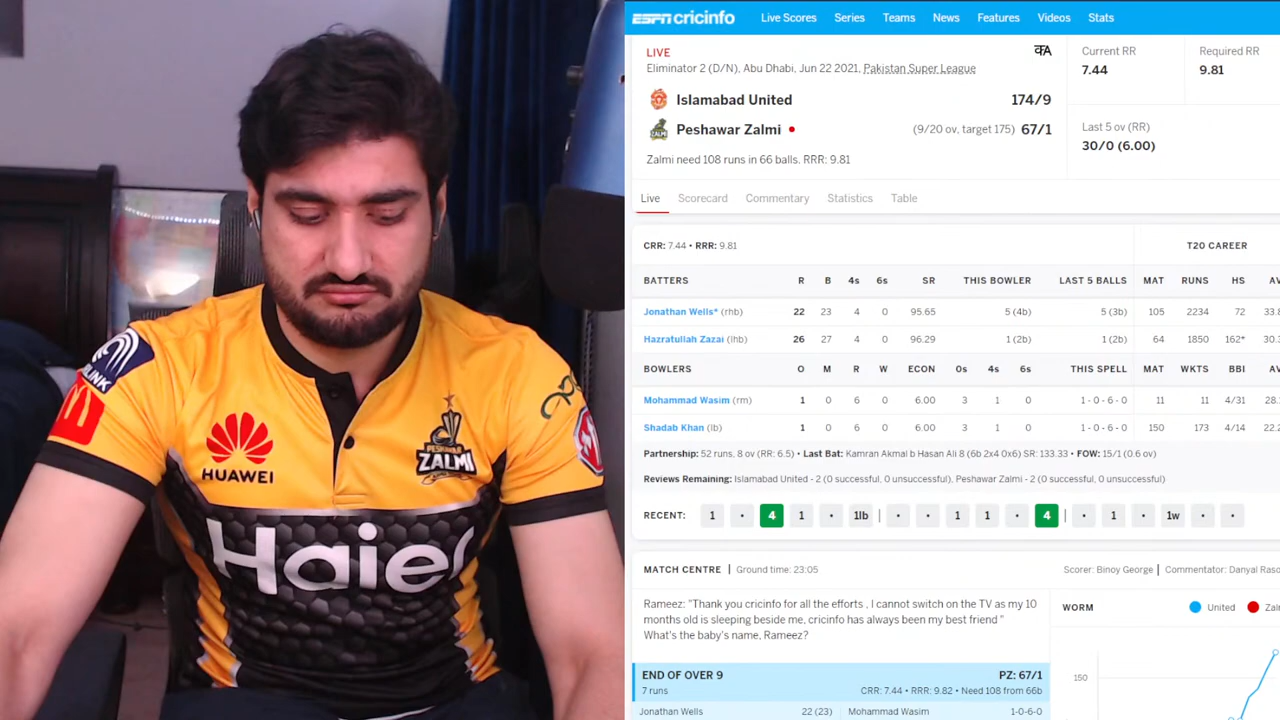 LINK
HUAWEI
PESHAWAR
ZALMI
Haier
ESPN cricinfo
Live Scores
Series
Teams
News
Features
Videos
Stats
LIVE
Eliminator 2 (D/N), Abu Dhabi, Jun 22 2021, Pakistan Super League
Islamabad United 174/9
Peshawar Zalmi (9/20 ov, target 175) 67/1
Zalmi need 108 runs in 66 balls. RRR: 9.81
Current RR
7.44
Required RR
9.81
Last 5 ov (RR)
30/0 (6.00)
Live Scorecard Commentary Statistics Table
CRR: 7.44 • RRR: 9.81 T20 CAREER
BATTERS R B 4s 6s SR THIS BOWLER LAST 5 BALLS MAT RUNS HS AV
Jonathan Wells* (rhb) 22 23 4 0 95.65 5 (4b) 5 (3b) 105 2234 72 33.8
Hazratullah Zazai (lhb) 26 27 4 0 96.29 1 (2b) 1 (2b) 64 1850 162* 30.3
BOWLERS O M R W ECON 0s 4s 6s THIS SPELL MAT WKTS BBI AVE
Mohammad Wasim (rm) 1 0 6 0 6.00 3 1 0 1 - 0 - 6 - 0 11 11 4/31 28.
Shadab Khan (lb) 1 0 6 0 6.00 3 1 0 1 - 0 - 6 - 0 150 173 4/14 22.2
Partnership: 52 runs, 8 ov (RR: 6.5) • Last Bat: Kamran Akmal b Hasan Ali 8 (6b 2x4 0x6) SR: 133.33 • FOW: 15/1 (0.6 ov)
Reviews Remaining: Islamabad United - 2 (0 successful, 0 unsuccessful), Peshawar Zalmi - 2 (0 successful, 0 unsuccessful)
RECENT: 1 • 4 1 • 1lb | • • 1 1 • 4 | • 1 • 1w • •
MATCH CENTRE | Ground time: 23:05 Scorer: Binoy George | Commentator: Danyal Raso
Rameez: "Thank you cricinfo for all the efforts , I cannot switch on the TV as my 10
months old is sleeping beside me, cricinfo has always been my best friend "
What's the baby's name, Rameez?
WORM United Zal
150
END OF OVER 9 PZ: 67/1
7 runs CRR: 7.44 • RRR: 9.82 • Need 108 from 66b
Jonathan Wells 22 (23) Mohammad Wasim 1-0-6-0